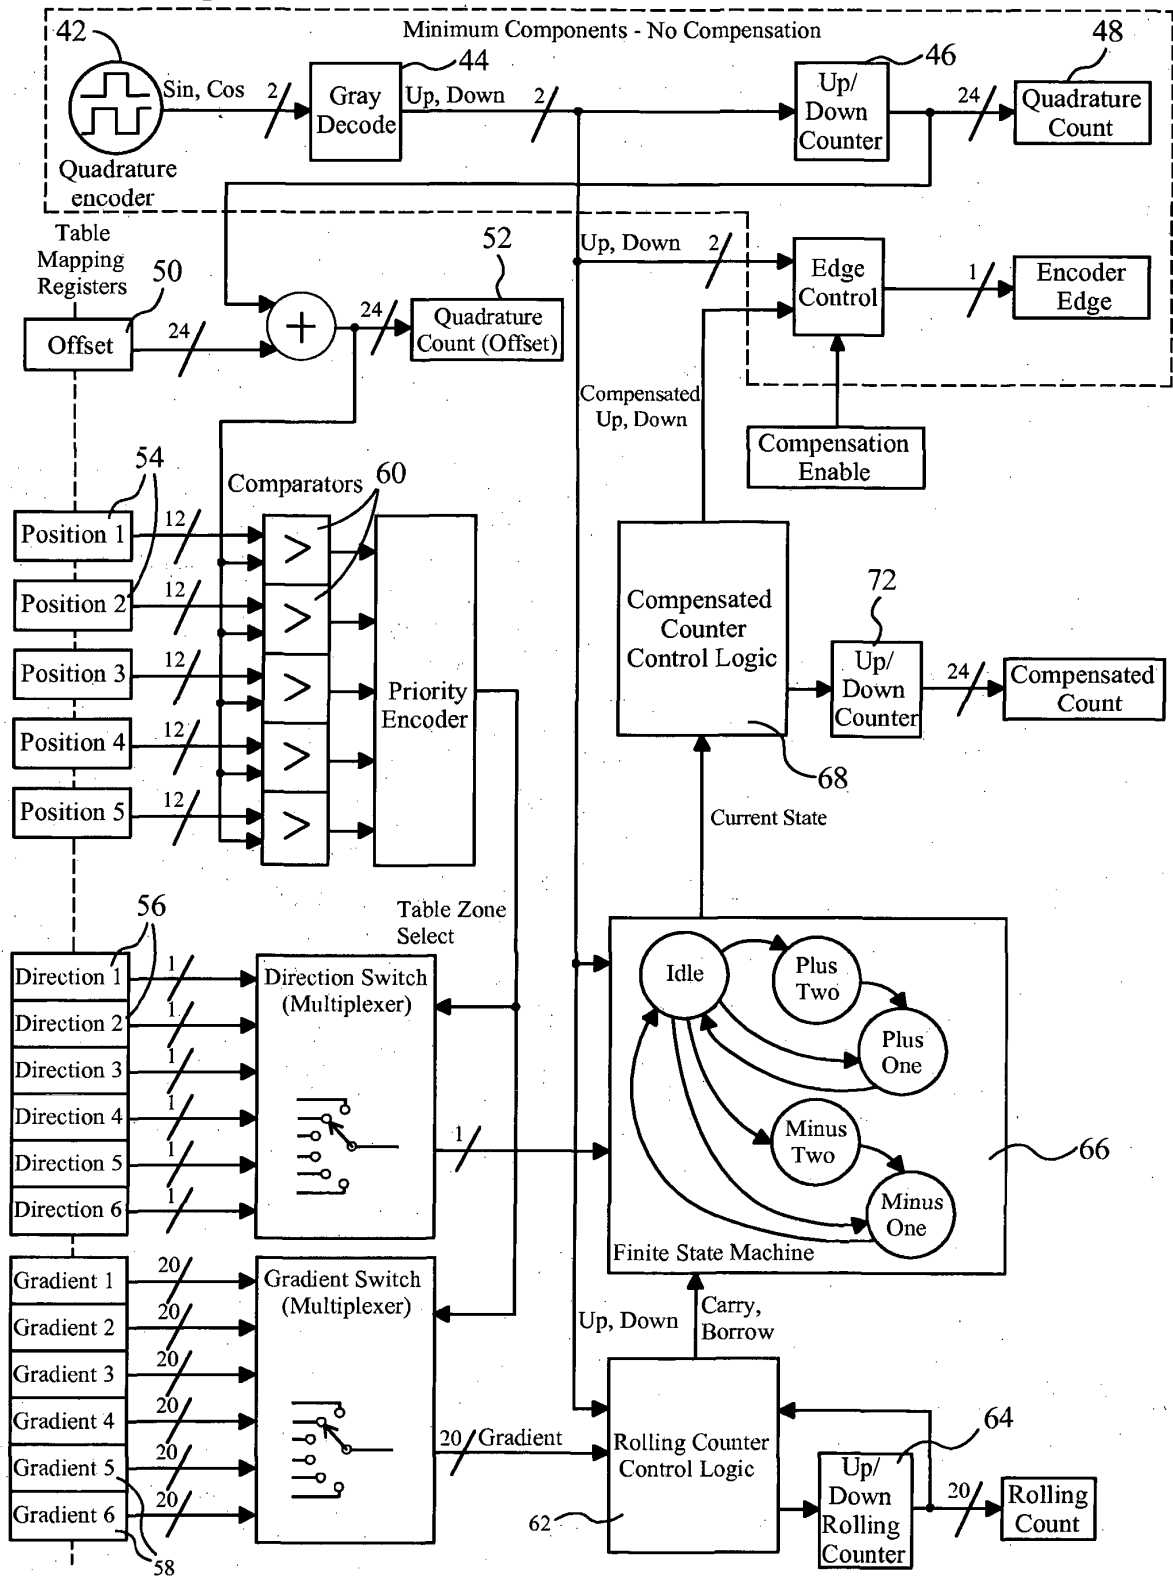 Minimum Components - No Compensation
42
44
46
48
Sin, Cos
2
Gray
Decode
Up, Down
2
Up/
Down
Counter
24
Quadrature
Count
Quadrature
encoder
Table
Mapping
Registers
50
Offset
24
+
24
52
Quadrature
Count (Offset)
Up, Down
2
Edge
Control
1
Encoder
Edge
Compensated
Up, Down
Compensation
Enable
54
Comparators
60
Position 1
12
>
Position 2
12
>
Position 3
12
>
Position 4
12
>
Position 5
12
>
Priority
Encoder
Compensated
Counter
Control Logic
68
72
Up/
Down
Counter
24
Compensated
Count
Current State
Table Zone
Select
56
Direction 1
1
Direction 2
1
Direction 3
1
Direction 4
1
Direction 5
1
Direction 6
1
Direction Switch
(Multiplexer)
1
Idle
Plus
Two
Plus
One
Minus
Two
Minus
One
Finite State Machine
66
Gradient 1
20
Gradient 2
20
Gradient 3
20
Gradient 4
20
Gradient 5
20
Gradient 6
20
58
Gradient Switch
(Multiplexer)
20
Gradient
Up, Down
Carry,
Borrow
Rolling Counter
Control Logic
62
64
Up/
Down
Rolling
Counter
20
Rolling
Count